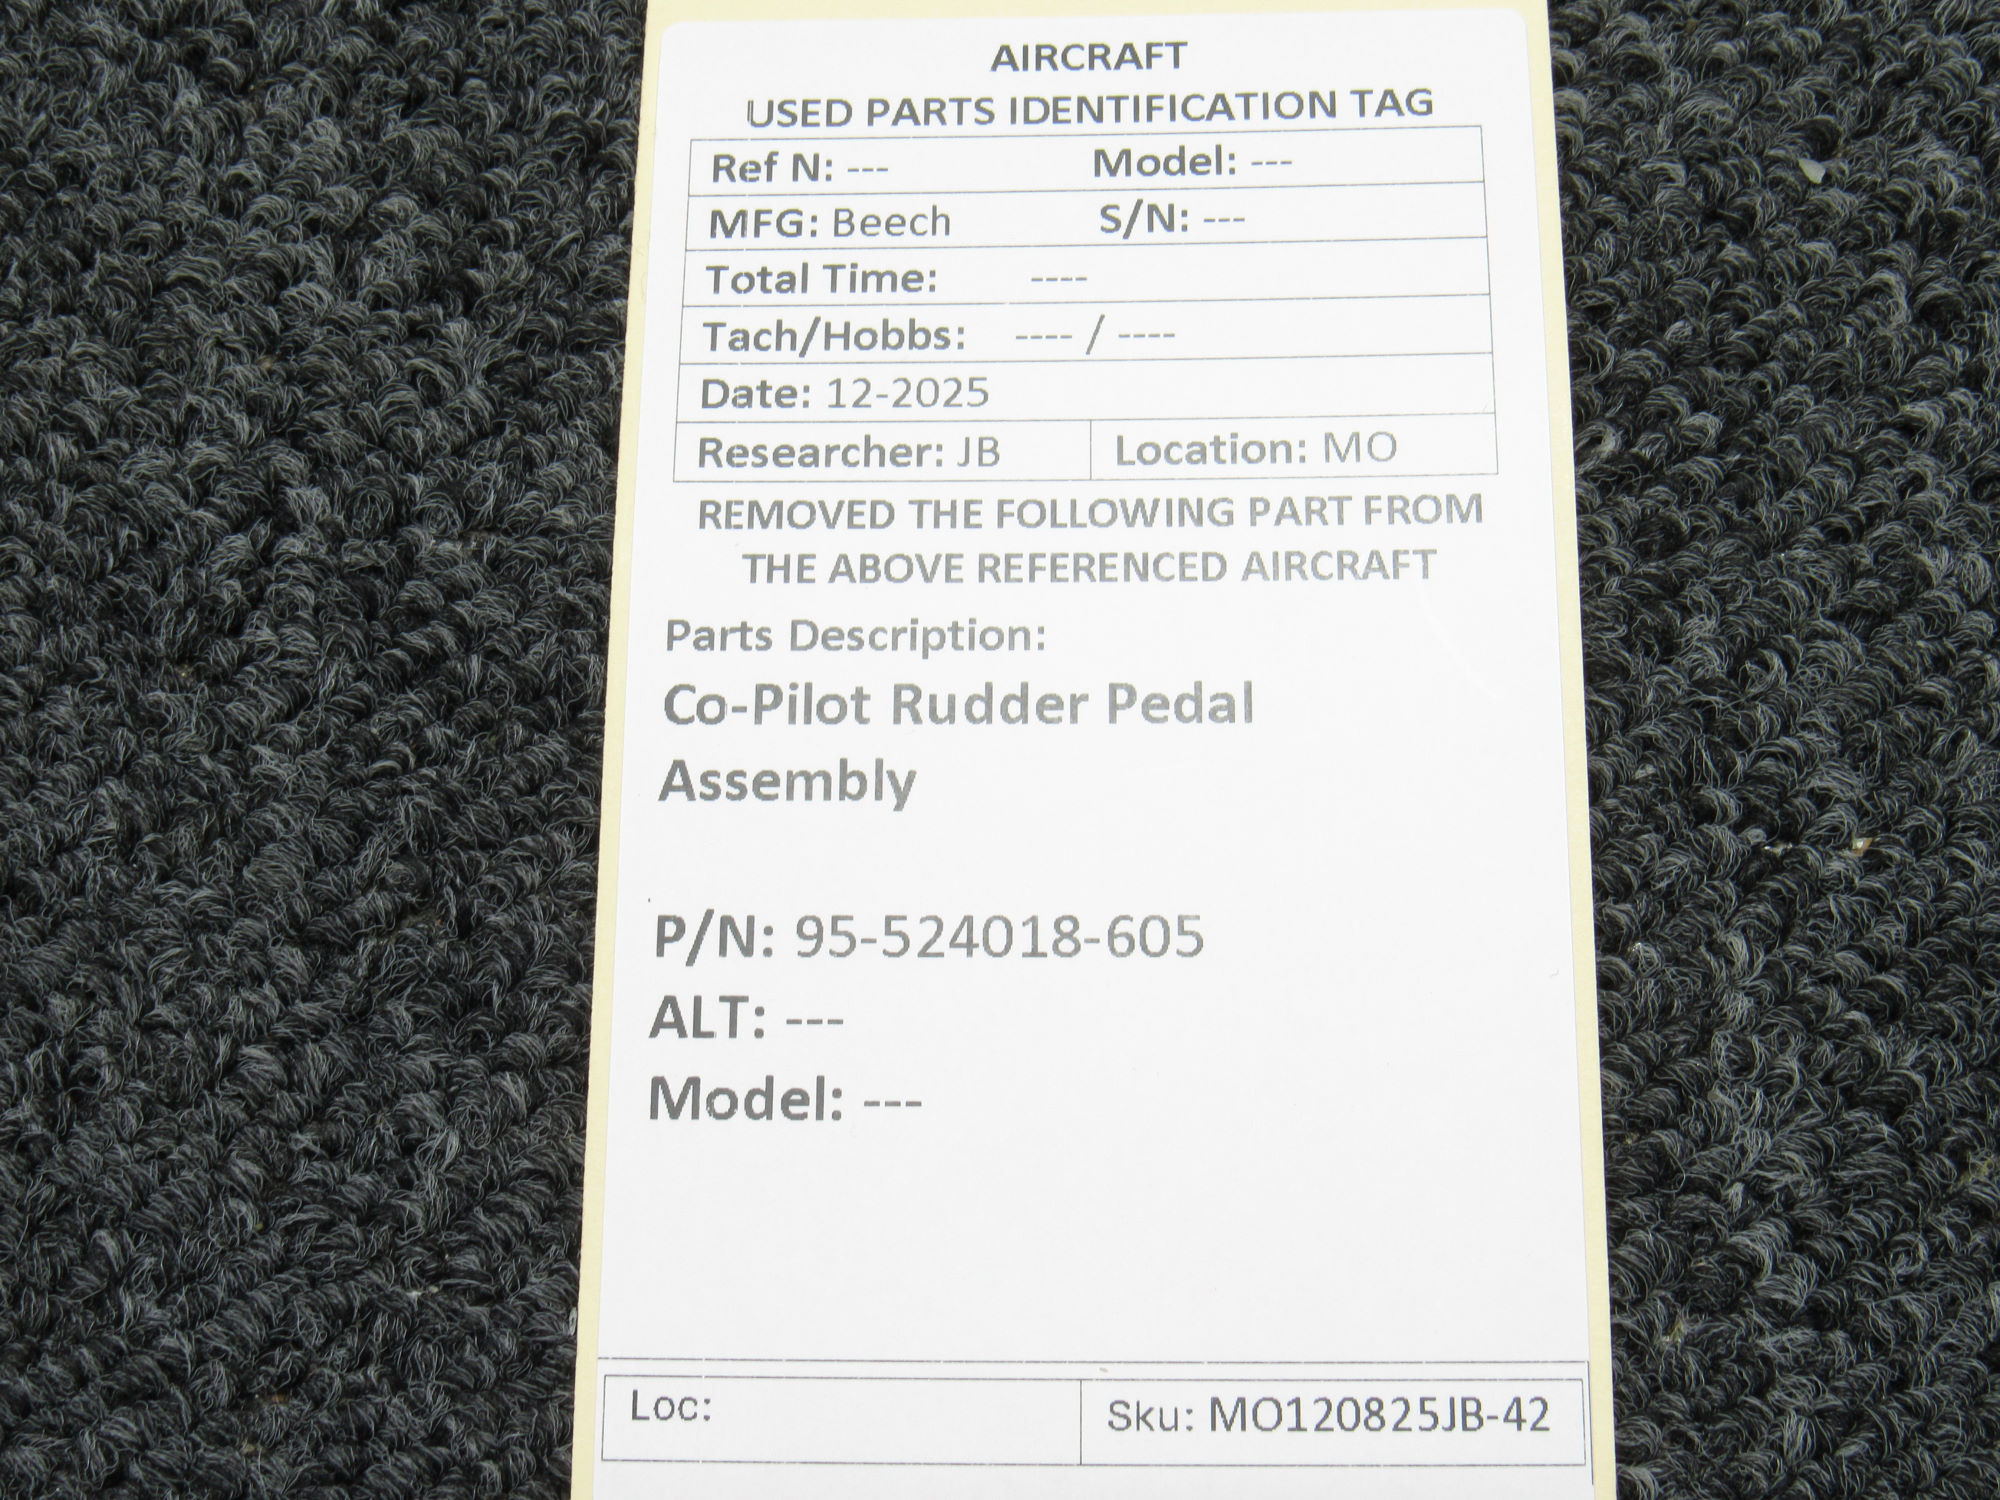 AIRCRAFT
USED PARTS IDENTIFICATION TAG
Ref N: --- Model: ---
MFG: Beech S/N: ---
Total Time: ----
Tach/Hobbs: ---- / ----
Date: 12-2025
Researcher: JB Location: MO
REMOVED THE FOLLOWING PART FROM
THE ABOVE REFERENCED AIRCRAFT
Parts Description:
Co-Pilot Rudder Pedal
Assembly
P/N: 95-524018-605
ALT: ---
Model: ---
Loc: Sku: MO120825JB-42